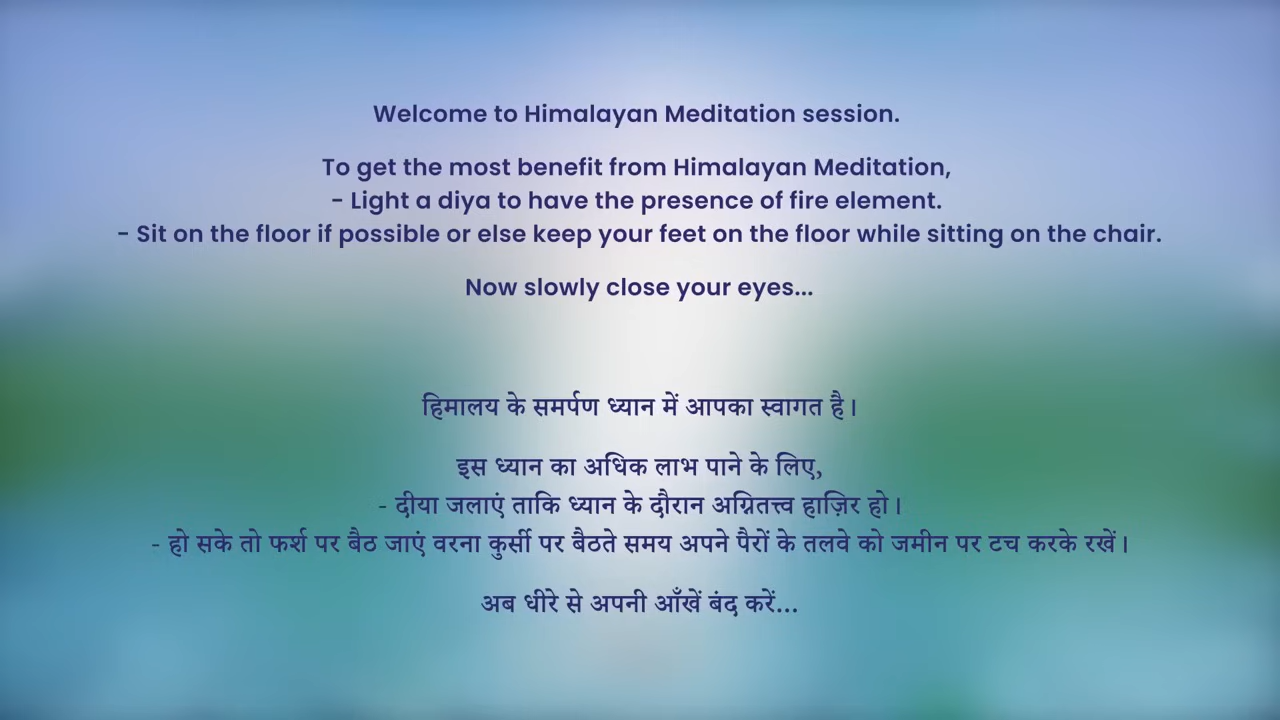 Welcome to Himalayan Meditation session.
To get the most benefit from Himalayan Meditation,
- Light a diya to have the presence of fire element.
- Sit on the floor if possible or else keep your feet on the floor while sitting on the chair.
Now slowly close your eyes...
हिमालय के समर्पण ध्यान में आपका स्वागत है।
इस ध्यान का अधिक लाभ पाने के लिए,
- दीया जलाएं ताकि ध्यान के दौरान अग्नितत्त्व हाज़िर हो।
- हो सके तो फर्श पर बैठ जाएं वरना कुर्सी पर बैठते समय अपने पैरों के तलवे को जमीन पर टच करके रखें।
अब धीरे से अपनी आँखें बंद करें...